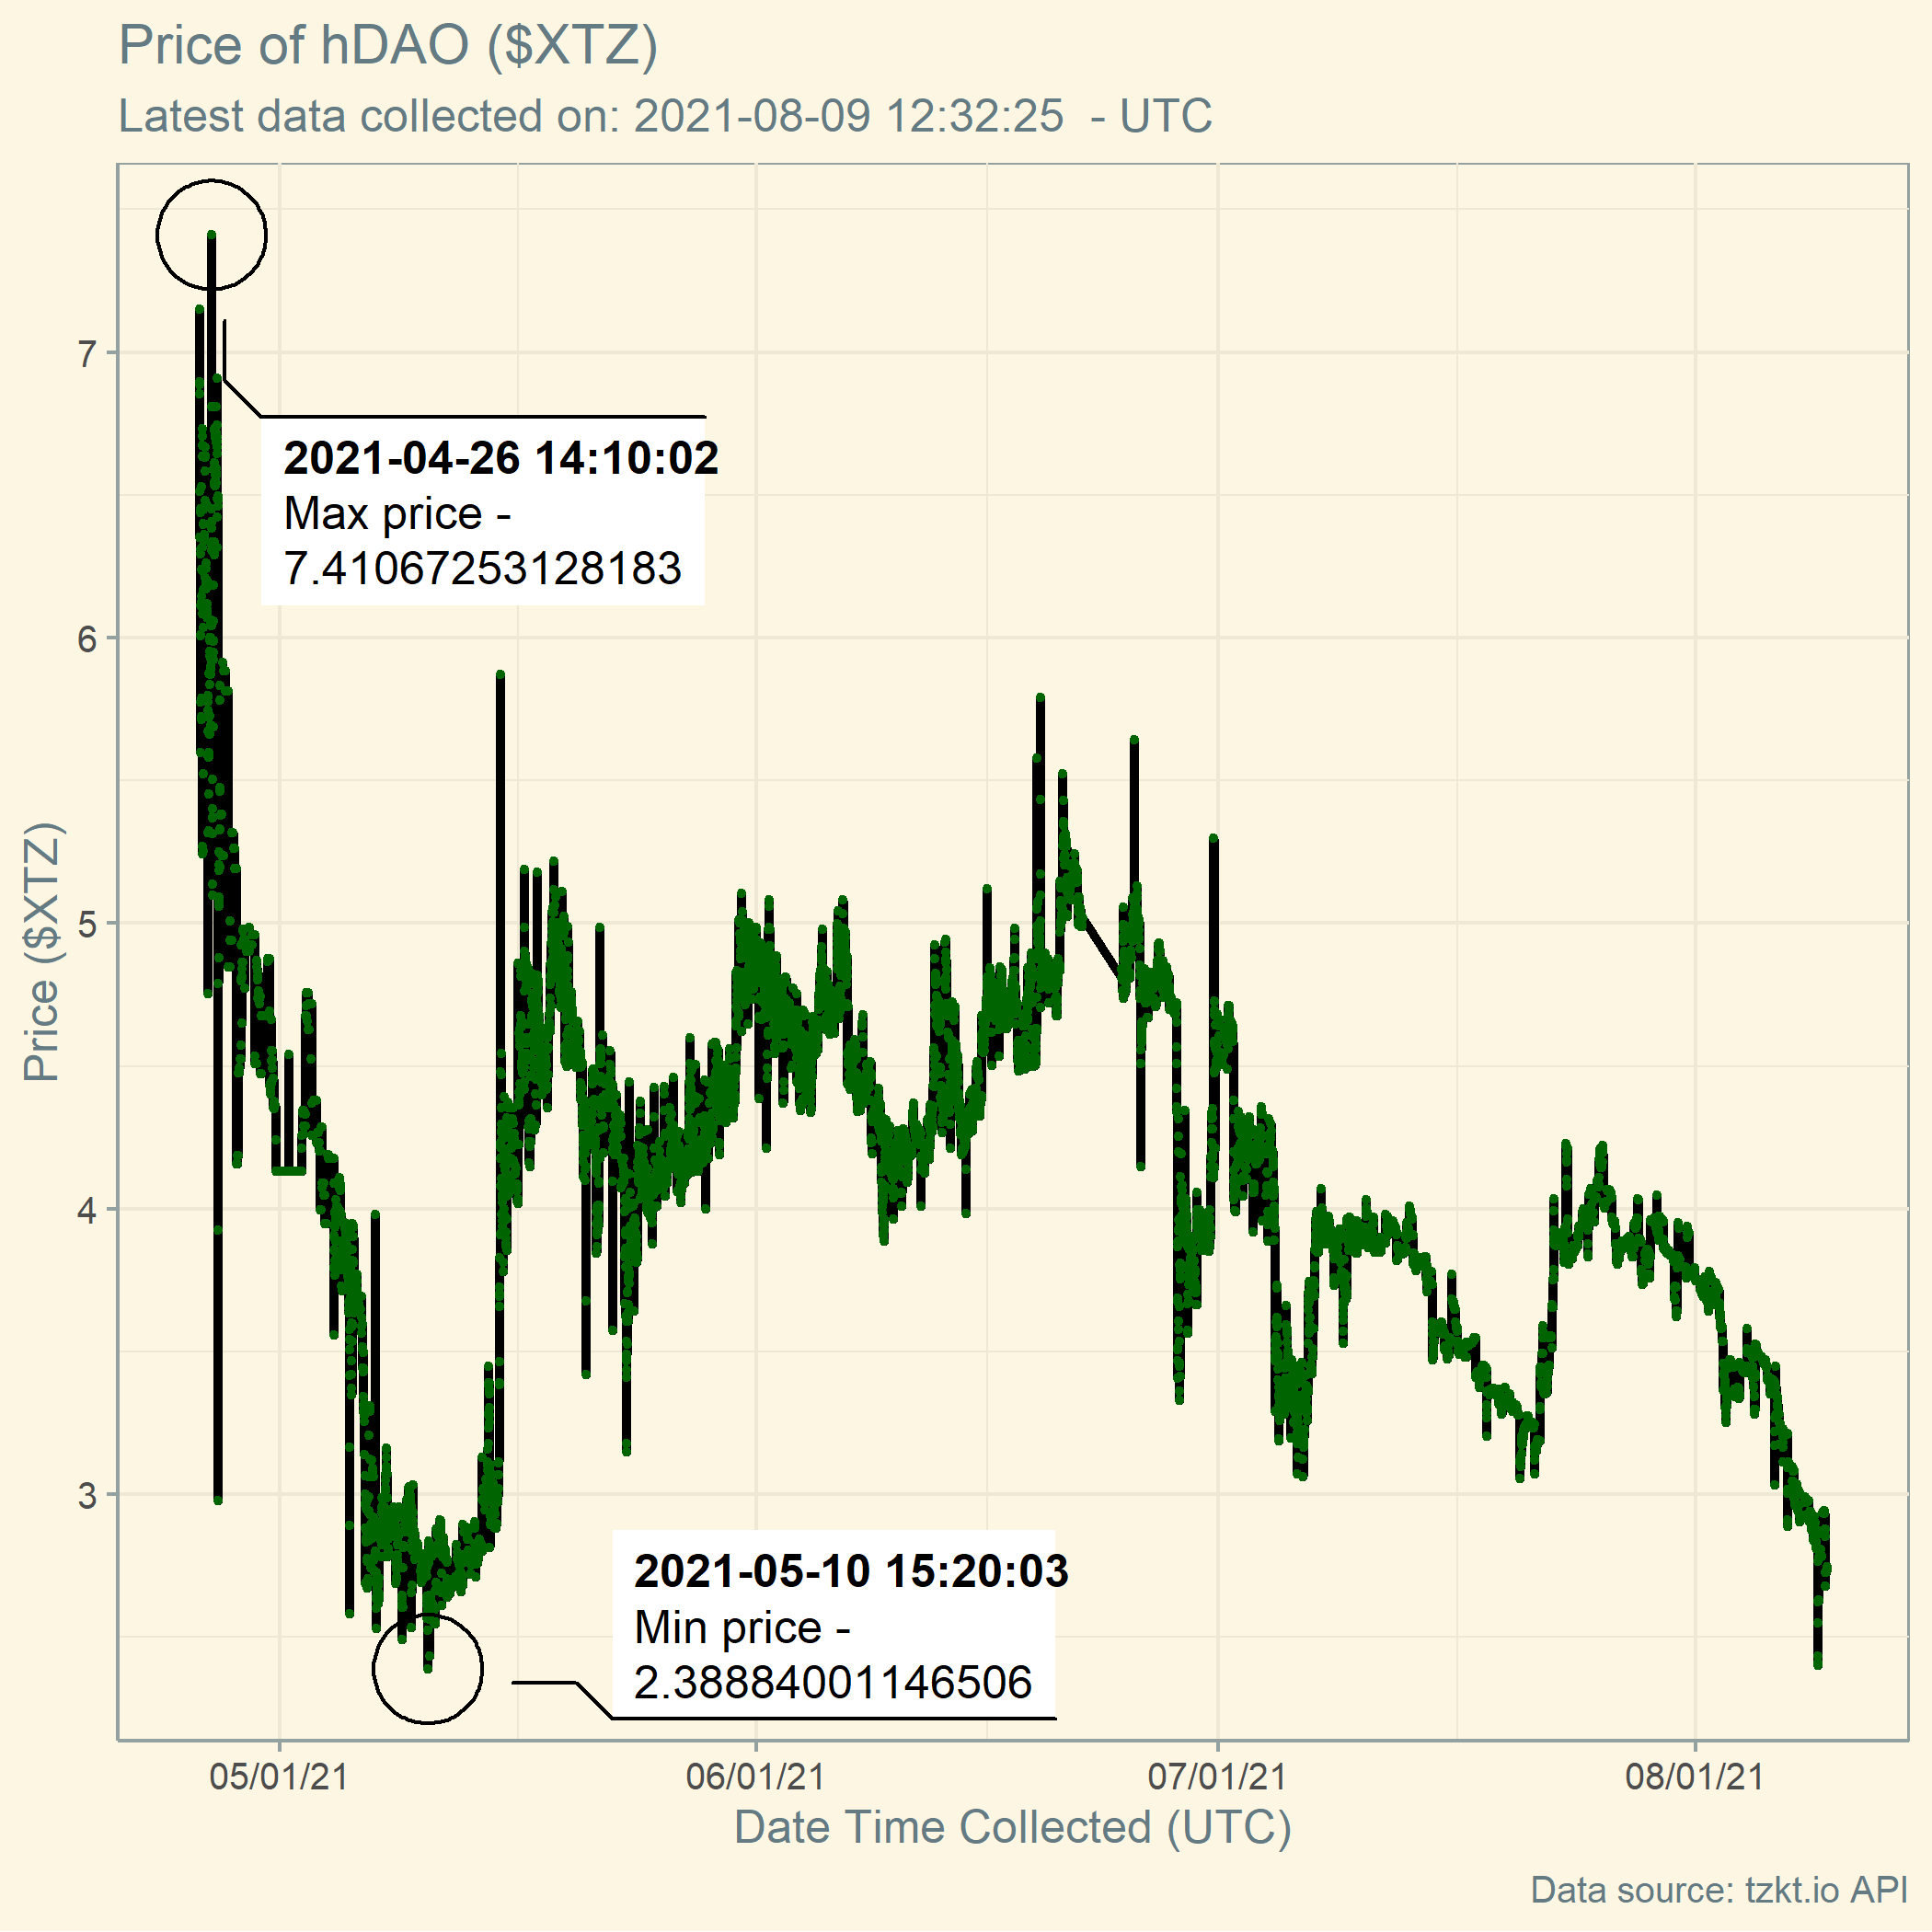 Price of hDAO ($XTZ)
Latest data collected on: 2021-08-09 12:32:25  - UTC
Price ($XTZ)
7
6
5
4
3
2021-04-26 14:10:02
Max price -
7.41067253128183
2021-05-10 15:20:03
Min price -
2.38884001146506
05/01/21
06/01/21
07/01/21
08/01/21
Date Time Collected (UTC)
Data source: tzkt.io API